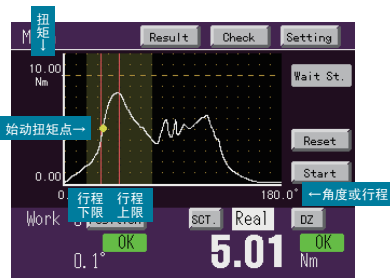 扭
矩
↓
Result Check Setting
10.00
Nm
Wait St.
始动扭矩点→
Reset
0.00
Start
180.0°
←角度或行程
行程 行程
下限 上限
Work
SCT. Real DZ
OK OK
0.1° 5.01 Nm